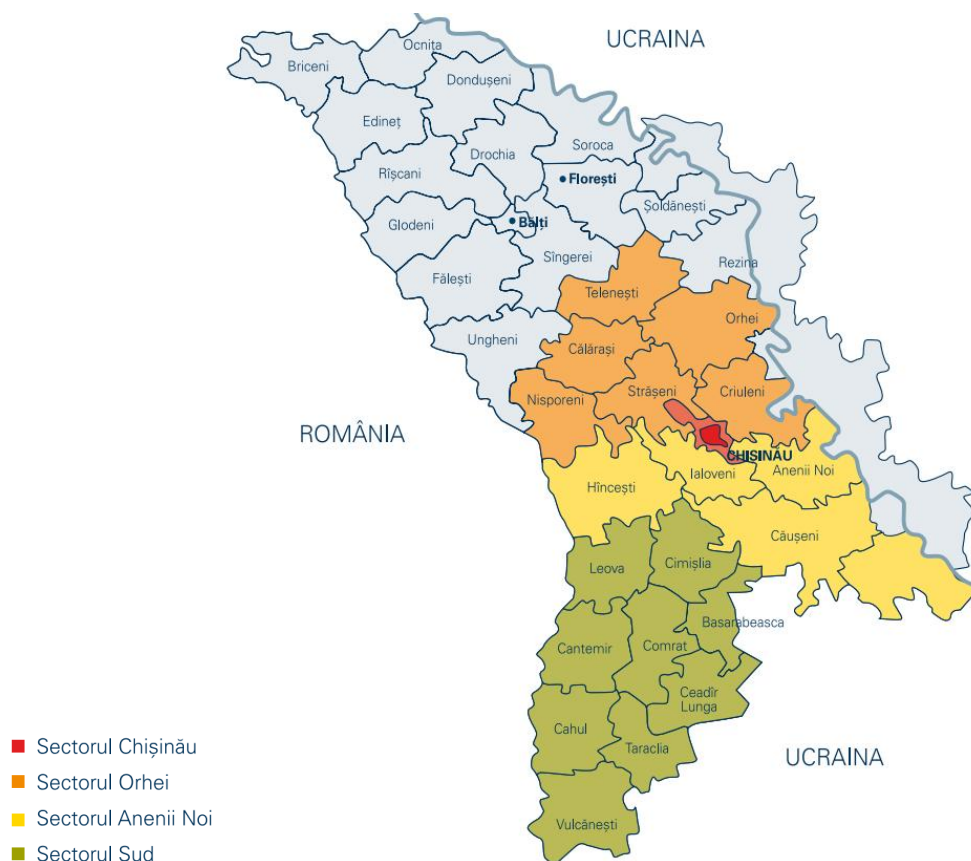 UCRAINA
Ocnița
Briceni
Dondușeni
Edineț
Soroca
Drochia
Rîșcani
Florești
Șoldănești
Glodeni
Bălți
Sîngerei
Rezina
Fălești
Telenești
Orhei
Ungheni
Călărași
Strășeni
Criuleni
Nisporeni
ROMÂNIA
CHIȘINĂU
Ialoveni
Anenii Noi
Hîncești
Căușeni
Leova
Cimișlia
Basarabeasca
Cantemir
Comrat
Ceadîr
Lunga
Cahul
Taraclia
UCRAINA
Vulcănești
Sectorul Chișinău
Sectorul Orhei
Sectorul Anenii Noi
Sectorul Sud